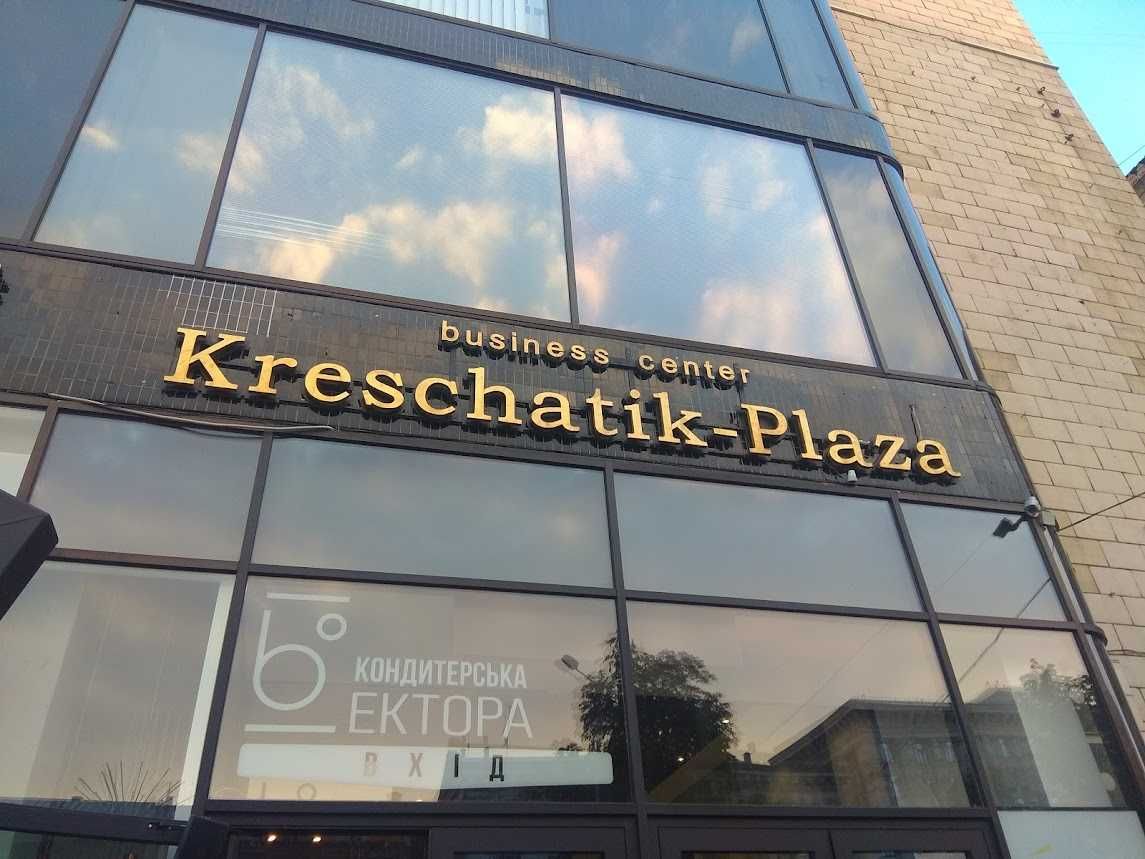 business center
Kreschatik-Plaza
КОНДИТЕРСЬКА
ЕКТОРА
ВХІД